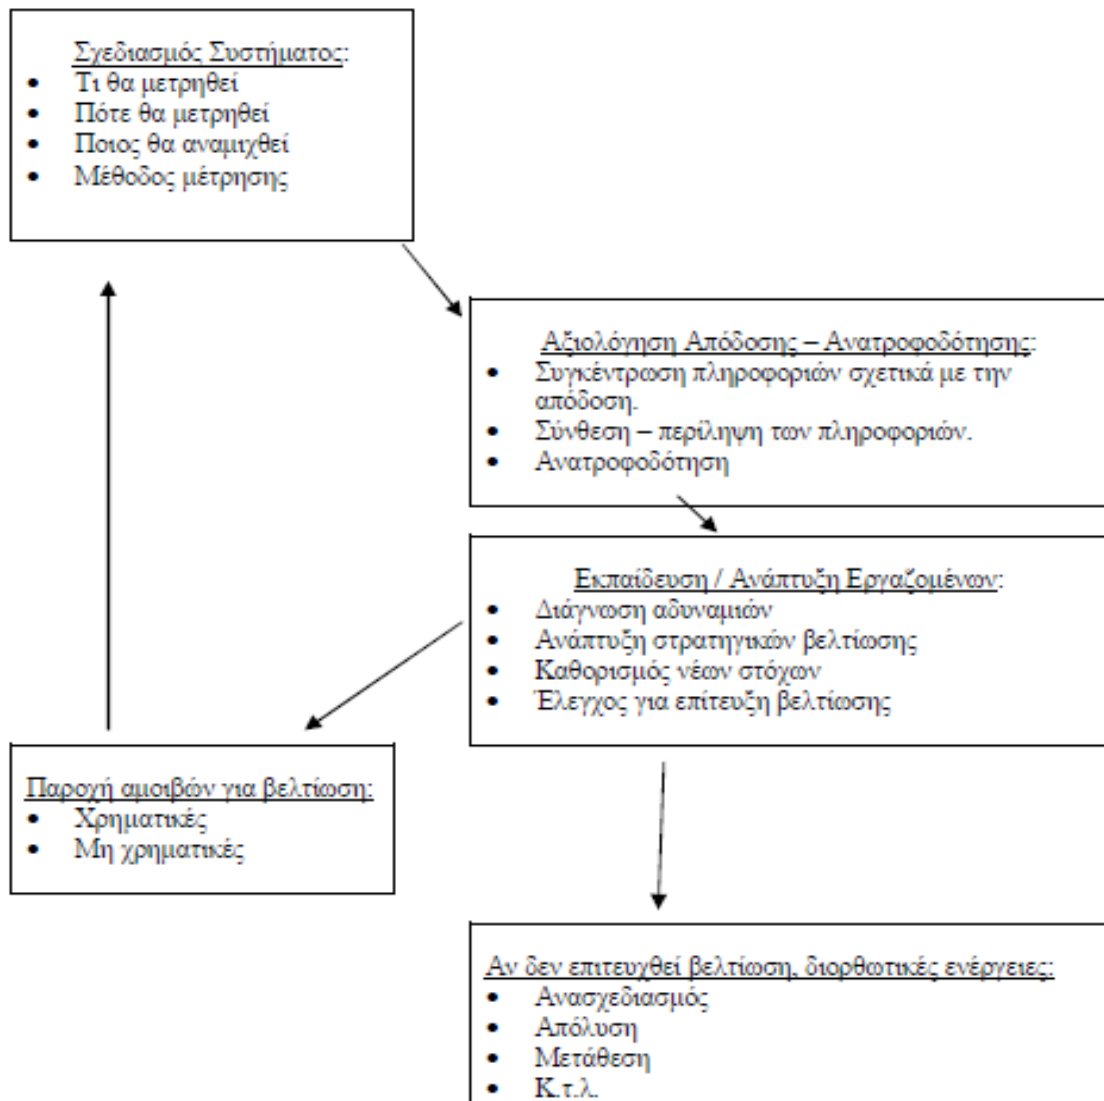 Σχεδιασμός Συστήματος:
• Τι θα μετρηθεί
• Πότε θα μετρηθεί
• Ποιος θα αναμιχθεί
• Μέθοδος μέτρησης
Αξιολόγηση Απόδοσης – Ανατροφοδότησης:
• Συγκέντρωση πληροφοριών σχετικά με την
απόδοση.
• Σύνθεση – περίληψη των πληροφοριών.
• Ανατροφοδότηση
Εκπαίδευση / Ανάπτυξη Εργαζομένων:
• Διάγνωση αδυναμιών
• Ανάπτυξη στρατηγικών βελτίωσης
• Καθορισμός νέων στόχων
• Έλεγχος για επίτευξη βελτίωσης
Παροχή αμοιβών για βελτίωση:
• Χρηματικές
• Μη χρηματικές
Αν δεν επιτευχθεί βελτίωση, διορθωτικές ενέργειες:
• Ανασχεδιασμός
• Απόλυση
• Μετάθεση
• Κ.τ.λ.